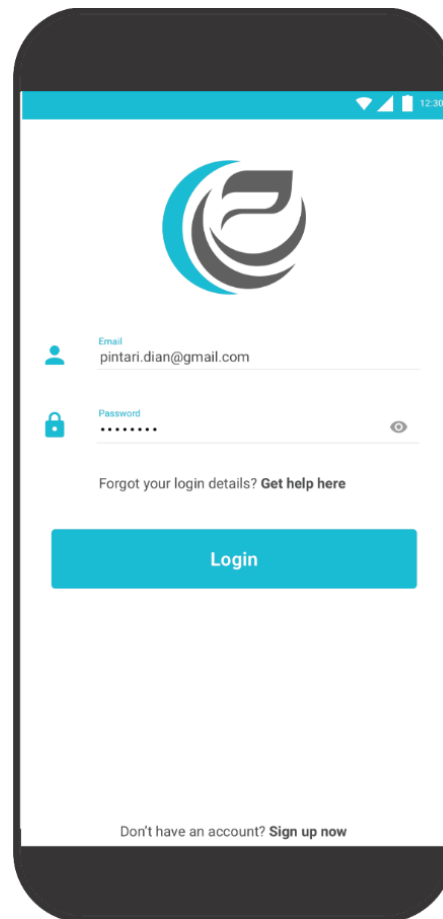 12:30
Email
pintari.dian@gmail.com
Password
••••••••
Forgot your login details? Get help here
Login
Don't have an account? Sign up now